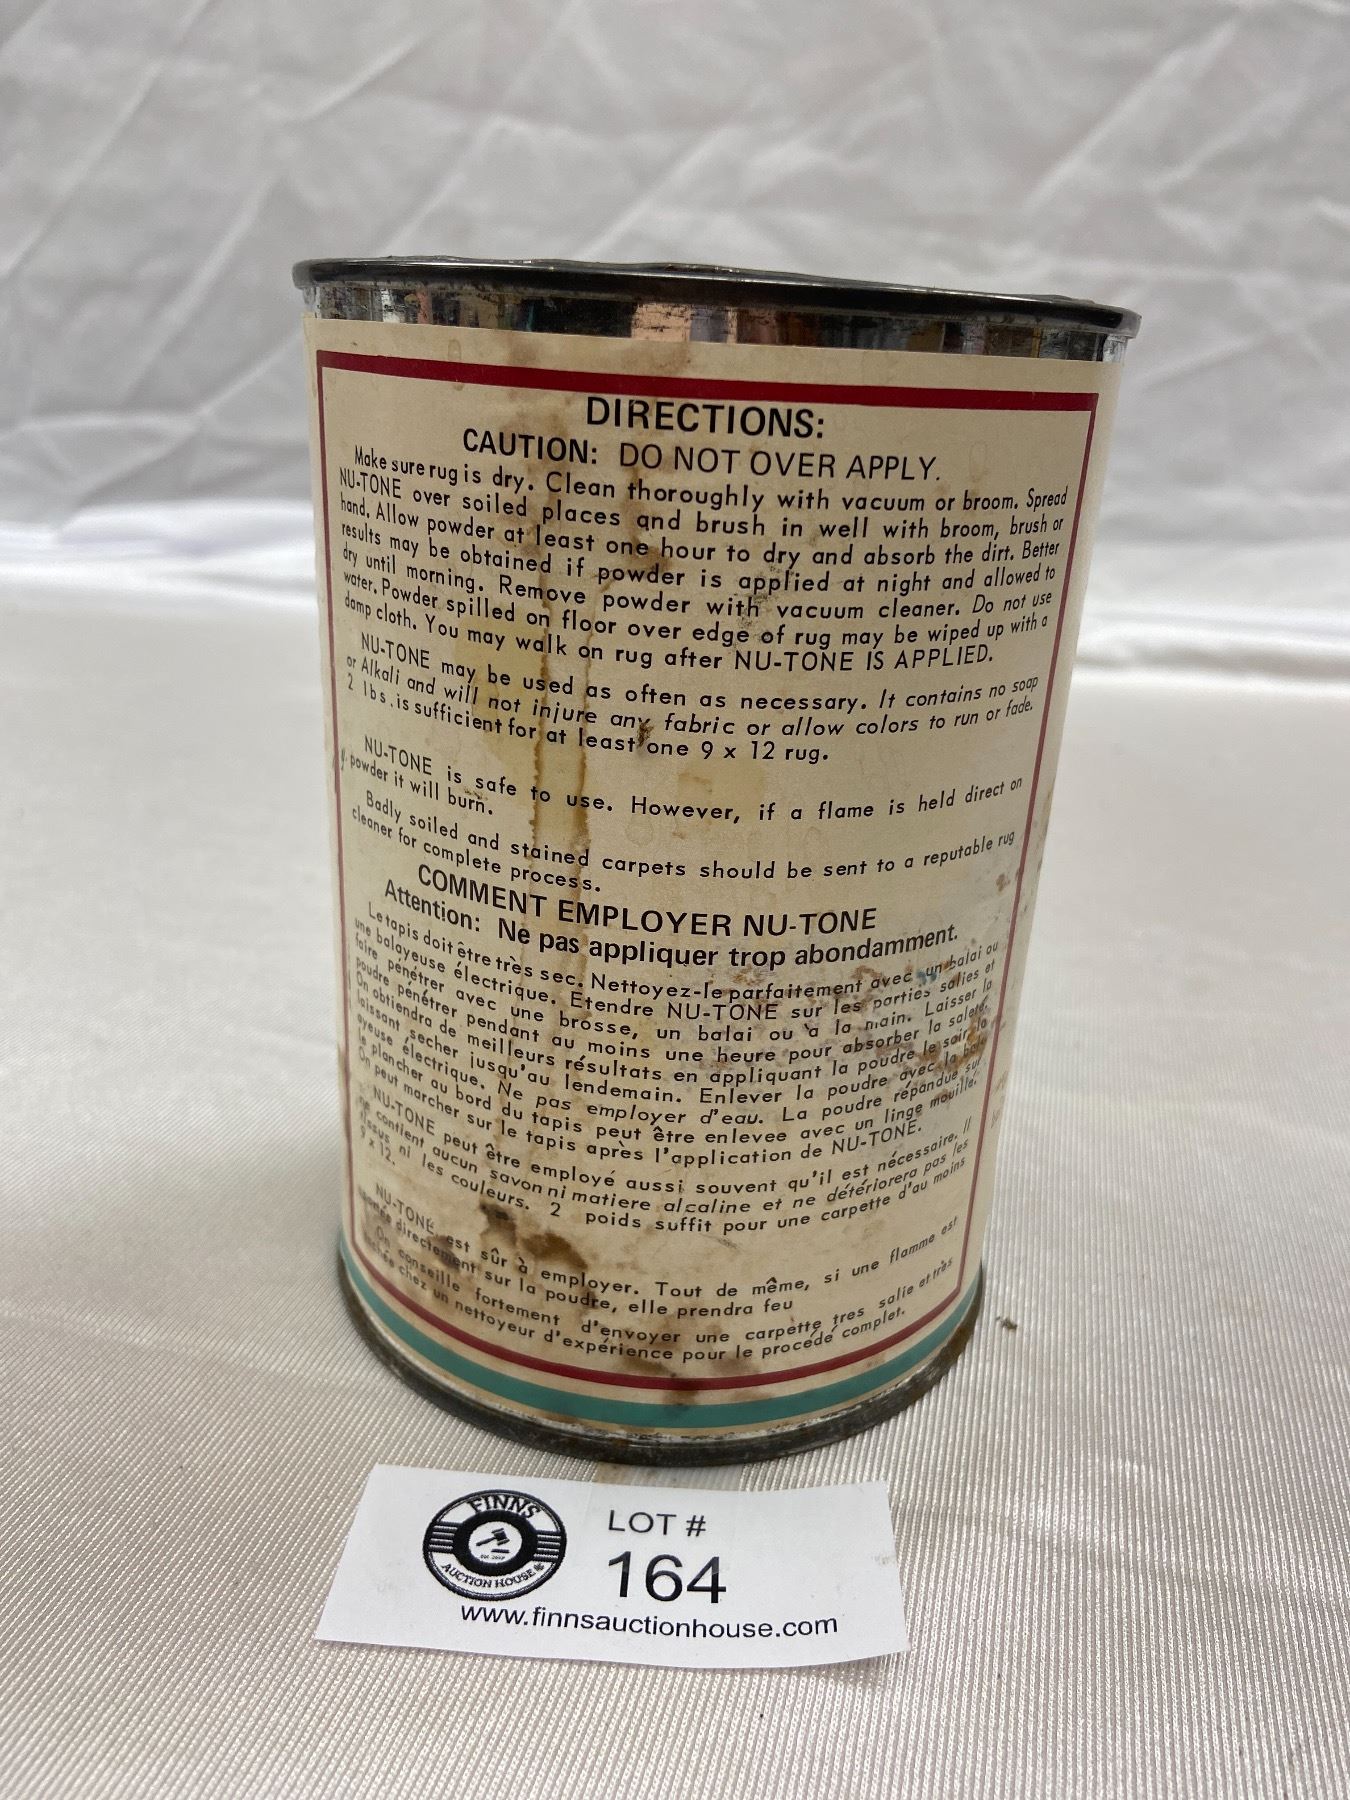 DIRECTIONS:
CAUTION: DO NOT OVER APPLY.
Make sure rug is dry. Clean thoroughly with vacuum or broom. Spread
NU-TONE over soiled places and brush in well with broom, brush or
hand. Allow powder at least one hour to dry and absorb the dirt. Better
results may be obtained if powder is applied at night and allowed to
dry until morning. Remove powder with vacuum cleaner. Do not use
water. Powder spilled on floor over edge of rug may be wiped up with a
damp cloth. You may walk on rug after NU-TONE IS APPLIED.
NU-TONE may be used as often as necessary. It contains no soap
or Alkali and will not injure any fabric or allow colors to run or fade.
2 lbs. is sufficient for at least one 9 x 12 rug.
NU-TONE is safe to use. However, if a flame is held direct on
powder it will burn.
Badly soiled and stained carpets should be sent to a reputable rug
cleaner for complete process.
COMMENT EMPLOYER NU-TONE
Attention: Ne pas appliquer trop abondamment.
Le tapis doit être très sec. Nettoyez-le parfaitement avec un balai ou
une balayeuse électrique. Etendre NU-TONE sur les parties salies et
faire pénétrer avec une brosse, un balai ou à la main. Laisser la
poudre pénétrer pendant au moins une heure pour absorber la saleté.
On obtiendra de meilleurs résultats en appliquant la poudre le soir la
laissant secher jusqu'au lendemain. Enlever la poudre avec la bala-
yeuse électrique. Ne pas employer d'eau. La poudre répandue sur
le plancher au bord du tapis peut être enlevee avec un linge mouillé.
On peut marcher sur le tapis après l'application de NU-TONE.
NU-TONE peut être employé aussi souvent qu'il est nécessaire. Il
ne contient aucun savon ni matiere alcaline et ne détériorera pas les
tissus ni les couleurs. 2 poids suffit pour une carpette d'au moins
9 x 12.
NU-TONE est sûr à employer. Tout de même, si une flamme est
directement sur la poudre, elle prendra feu
On conseille fortement d'envoyer une carpette tres salie et très
tachée chez un nettoyeur d'expérience pour le procédé complet.
FINNS
AUCTION HOUSE
LOT #
164
www.finnsauctionhouse.com